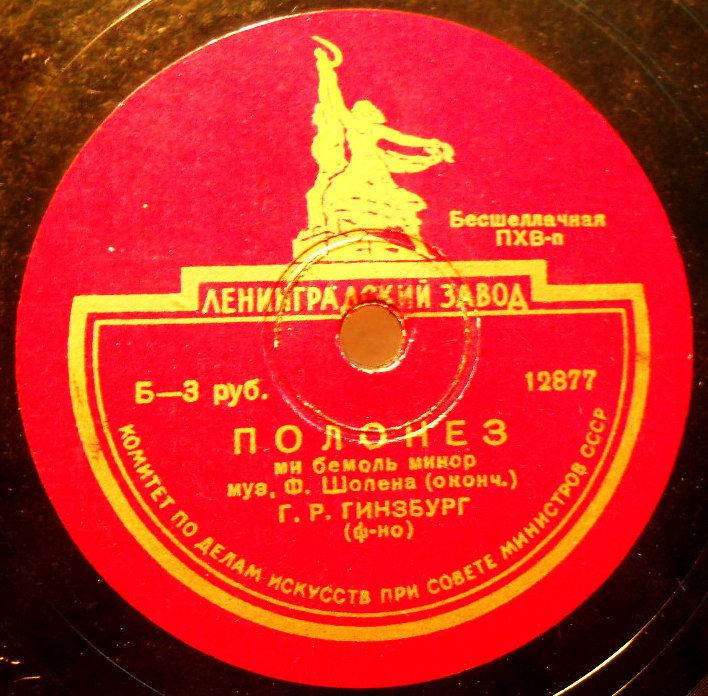 Бесшеллачная
ПХВ-п
ЛЕНИНГРАДСКИЙ ЗАВОД
Б—3 руб.
12877
ПОЛОНЕЗ
ми бемоль минор
муз. Ф. Шопена (оконч.)
Г. Р. ГИНЗБУРГ
(ф-но)
КОМИТЕТ ПО ДЕЛАМ ИСКУССТВ ПРИ СОВЕТЕ МИНИСТРОВ СССР